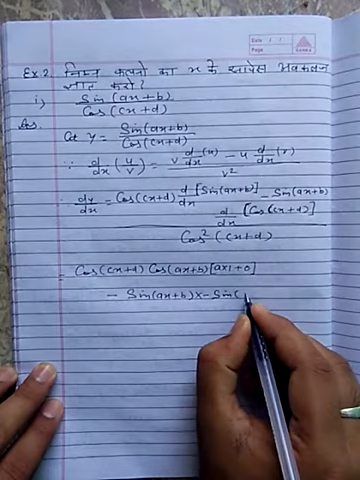 Date / /
Page
Ex.2. निम्न फलनो का x के सापेक्ष अवकलन
ज्ञात करो?
i) Sin(ax+b)
Cos(cx+d)
Ans.
Let y = Sin(ax+b)
Cos(cx+d)
∵ d/dx (u/v) = v d/dx (u) - u d/dx (v)
v²
∴ dy/dx = Cos(cx+d) d/dx [Sin(ax+b)] - Sin(ax+b)
d/dx [Cos(cx+d)]
Cos² (cx+d)
= Cos(cx+d) Cos(ax+b) [ax1+0]
- Sin(ax+b) x - Sin(